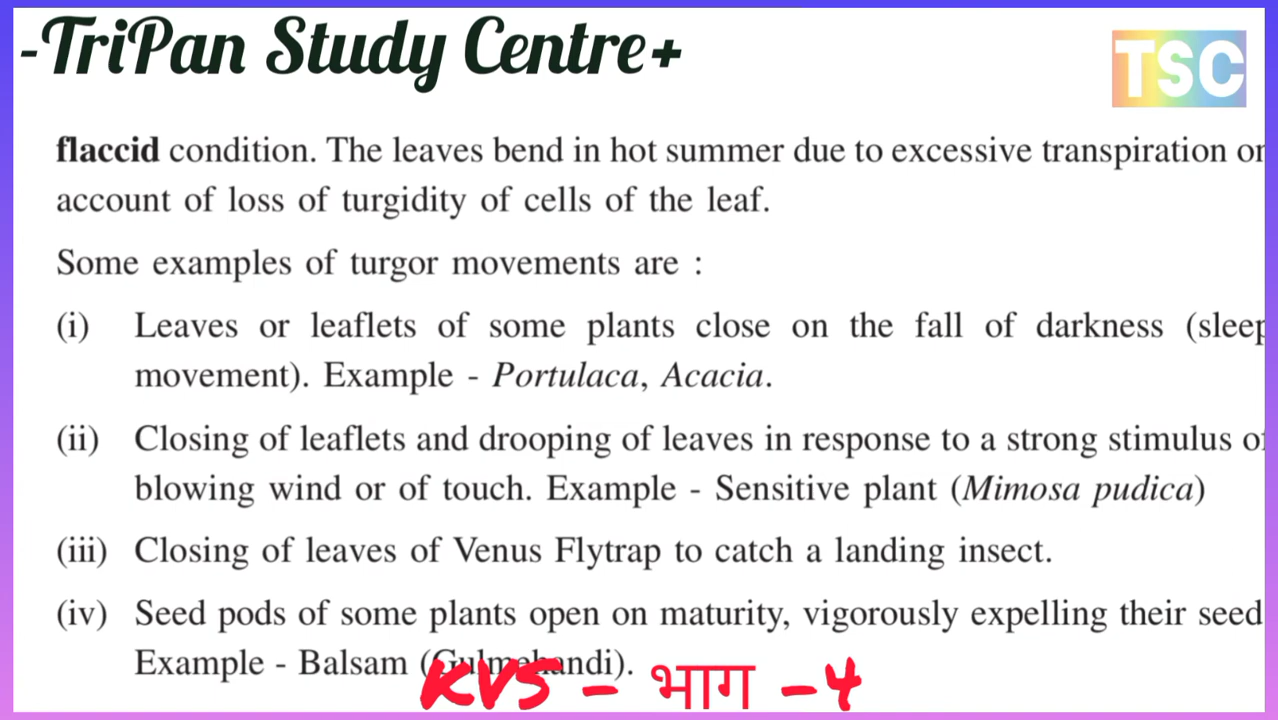 -TriPan Study Centre+
TSC
flaccid condition. The leaves bend in hot summer due to excessive transpiration on
account of loss of turgidity of cells of the leaf.
Some examples of turgor movements are :
(i) Leaves or leaflets of some plants close on the fall of darkness (sleep
movement). Example - Portulaca, Acacia.
(ii) Closing of leaflets and drooping of leaves in response to a strong stimulus of
blowing wind or of touch. Example - Sensitive plant (Mimosa pudica)
(iii) Closing of leaves of Venus Flytrap to catch a landing insect.
(iv) Seed pods of some plants open on maturity, vigorously expelling their seed
Example - Balsam (Gulmehandi).
KVS - भाग -4